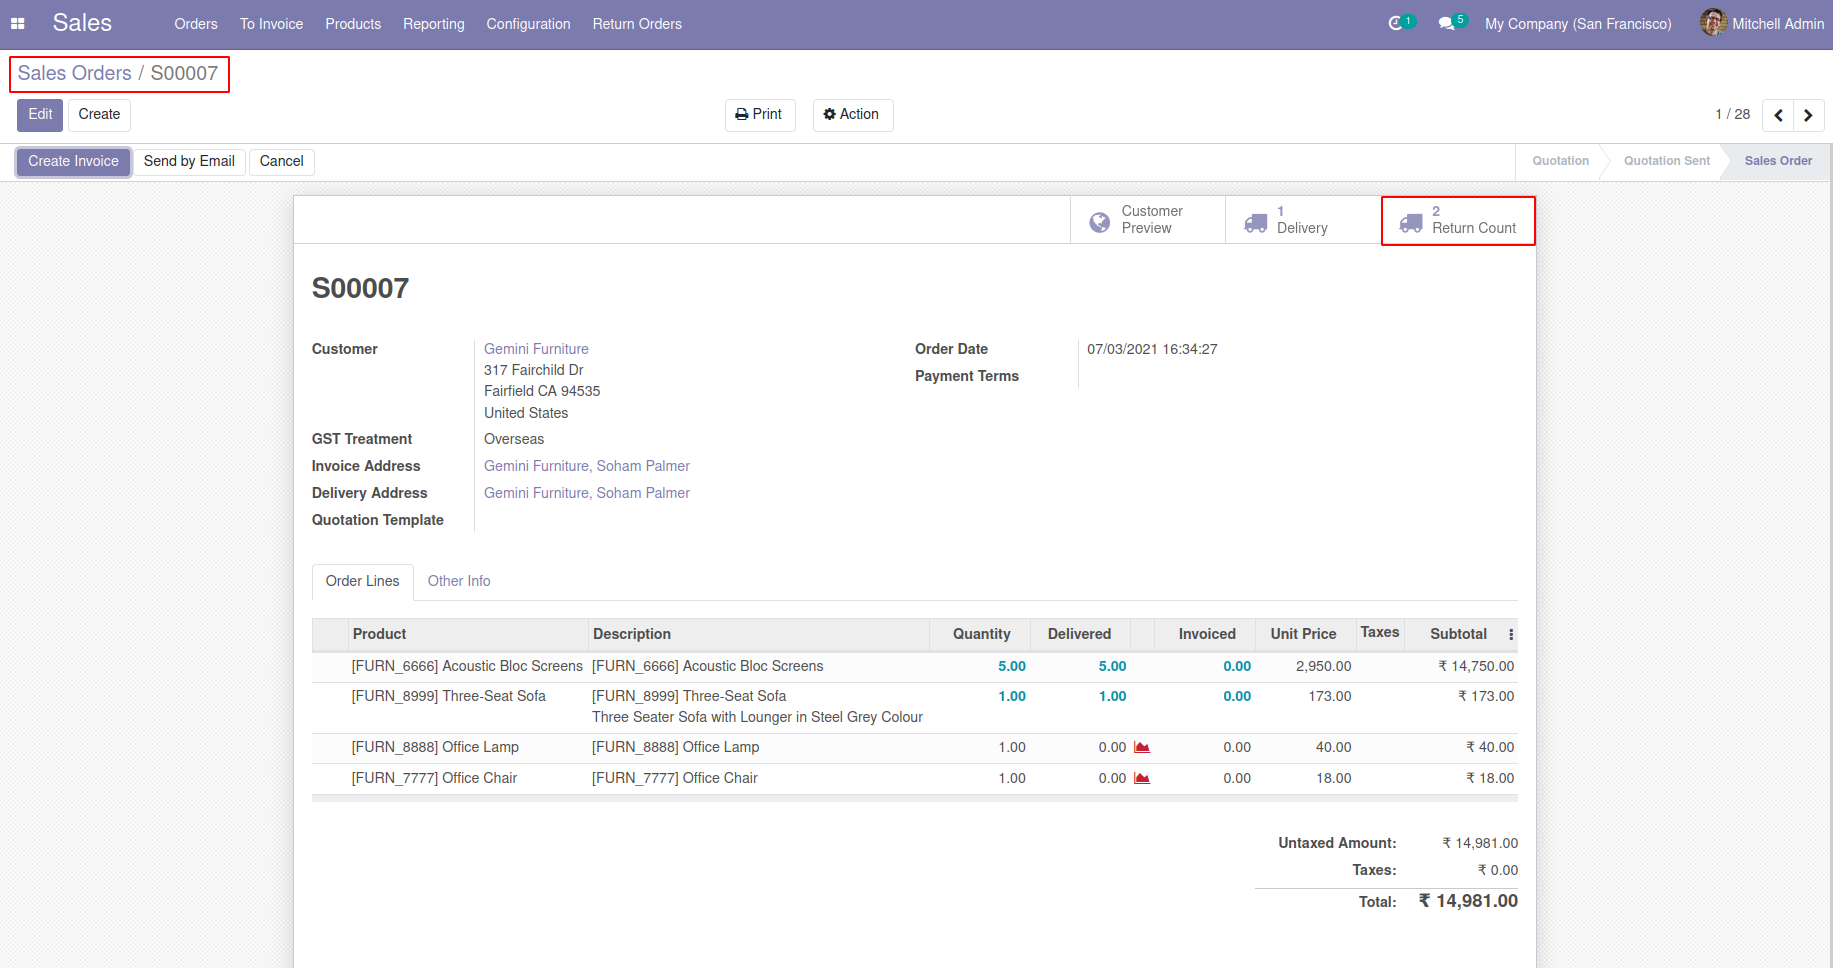 Sales Orders To Invoice Products Reporting Configuration Return Orders 1 5 My Company (San Francisco) Mitchell Admin
Sales Orders / S00007
Edit Create Print Action 1 / 28
Create Invoice Send by Email Cancel Quotation Quotation Sent Sales Order
Customer Preview 1 Delivery 2 Return Count
S00007
Customer Gemini Furniture Order Date 07/03/2021 16:34:27
317 Fairchild Dr Payment Terms
Fairfield CA 94535
United States
GST Treatment Overseas
Invoice Address Gemini Furniture, Soham Palmer
Delivery Address Gemini Furniture, Soham Palmer
Quotation Template
Order Lines Other Info
Product Description Quantity Delivered Invoiced Unit Price Taxes Subtotal
[FURN_6666] Acoustic Bloc Screens [FURN_6666] Acoustic Bloc Screens 5.00 5.00 0.00 2,950.00 ₹ 14,750.00
[FURN_8999] Three-Seat Sofa [FURN_8999] Three-Seat Sofa 1.00 1.00 0.00 173.00 ₹ 173.00
Three Seater Sofa with Lounger in Steel Grey Colour
[FURN_8888] Office Lamp [FURN_8888] Office Lamp 1.00 0.00 0.00 40.00 ₹ 40.00
[FURN_7777] Office Chair [FURN_7777] Office Chair 1.00 0.00 0.00 18.00 ₹ 18.00
Untaxed Amount: ₹ 14,981.00
Taxes: ₹ 0.00
Total: ₹ 14,981.00